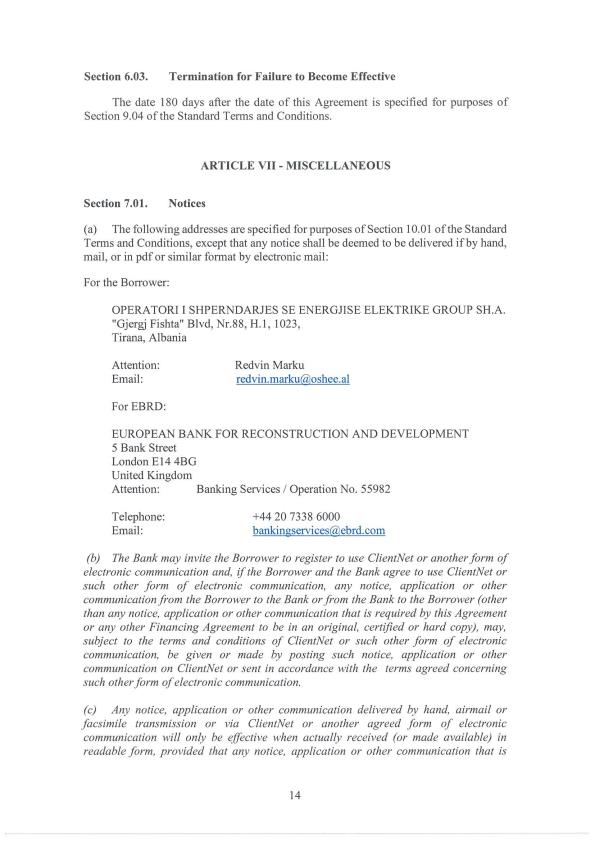 Section 6.03. Termination for Failure to Become Effective
The date 180 days after the date of this Agreement is specified for purposes of
Section 9.04 of the Standard Terms and Conditions.
ARTICLE VII - MISCELLANEOUS
Section 7.01. Notices
(a) The following addresses are specified for purposes of Section 10.01 of the Standard
Terms and Conditions, except that any notice shall be deemed to be delivered if by hand,
mail, or in pdf or similar format by electronic mail:
For the Borrower:
OPERATORI I SHPERNDARJES SE ENERGJISE ELEKTRIKE GROUP SH.A.
"Gjergj Fishta" Blvd, Nr.88, H.1, 1023,
Tirana, Albania
Attention: Redvin Marku
Email: redvin.marku@oshee.al
For EBRD:
EUROPEAN BANK FOR RECONSTRUCTION AND DEVELOPMENT
5 Bank Street
London E14 4BG
United Kingdom
Attention: Banking Services / Operation No. 55982
Telephone: +44 20 7338 6000
Email: bankingservices@ebrd.com
(b) The Bank may invite the Borrower to register to use ClientNet or another form of
electronic communication and, if the Borrower and the Bank agree to use ClientNet or
such other form of electronic communication, any notice, application or other
communication from the Borrower to the Bank or from the Bank to the Borrower (other
than any notice, application or other communication that is required by this Agreement
or any other Financing Agreement to be in an original, certified or hard copy), may,
subject to the terms and conditions of ClientNet or such other form of electronic
communication, be given or made by posting such notice, application or other
communication on ClientNet or sent in accordance with the terms agreed concerning
such other form of electronic communication.
(c) Any notice, application or other communication delivered by hand, airmail or
facsimile transmission or via ClientNet or another agreed form of electronic
communication will only be effective when actually received (or made available) in
readable form, provided that any notice, application or other communication that is
14